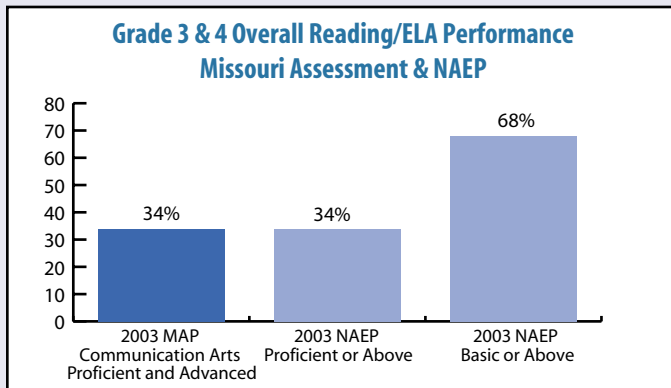 Grade 3 & 4 Overall Reading/ELA Performance
Missouri Assessment & NAEP
80
70
60
50
40
30
20
10
0
34%
34%
68%
2003 MAP
Communication Arts
Proficient and Advanced
2003 NAEP
Proficient or Above
2003 NAEP
Basic or Above